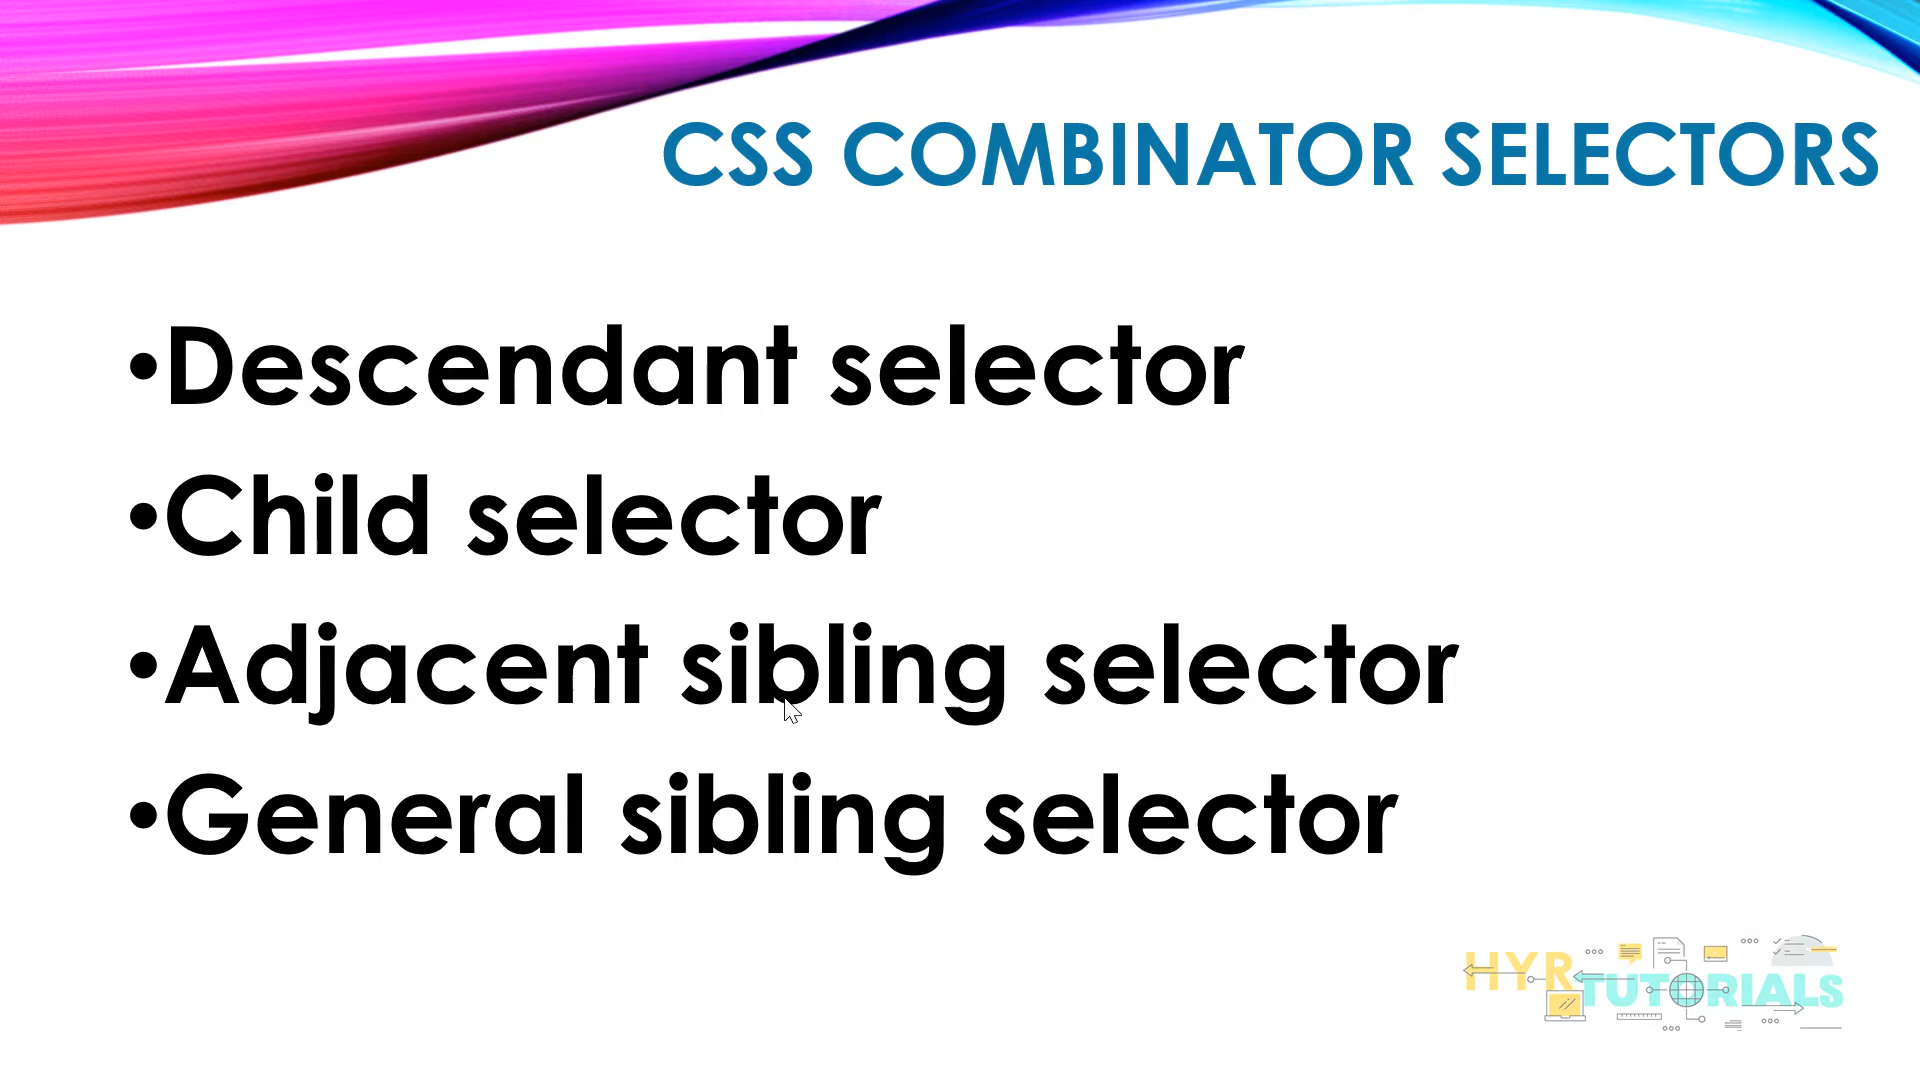 CSS COMBINATOR SELECTORS
•Descendant selector
•Child selector
•Adjacent sibling selector
•General sibling selector
HYR TUTORIALS